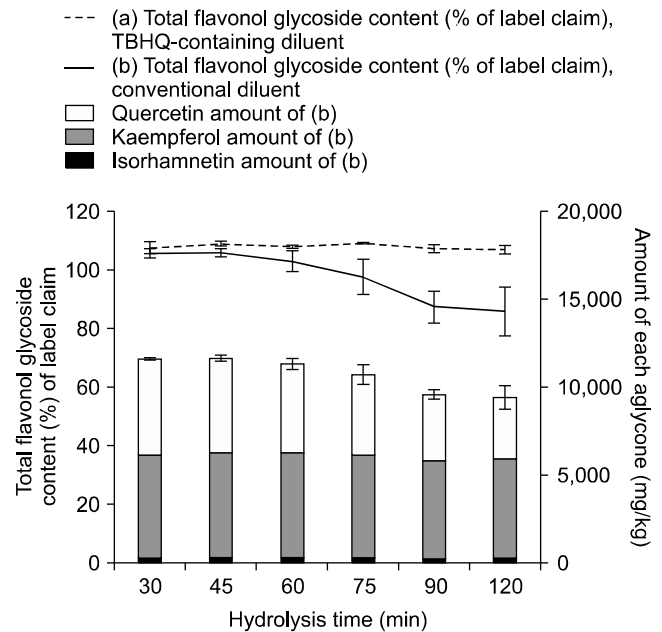 (a) Total flavonol glycoside content (% of label claim),
TBHQ-containing diluent
(b) Total flavonol glycoside content (% of label claim),
conventional diluent
Quercetin amount of (b)
Kaempferol amount of (b)
Isorhamnetin amount of (b)
Total flavonol glycoside
content (%) of label claim
120
100
80
60
40
20
0
20,000
15,000
10,000
5,000
0
Amount of each aglycone (mg/kg)
30 45 60 75 90 120
Hydrolysis time (min)